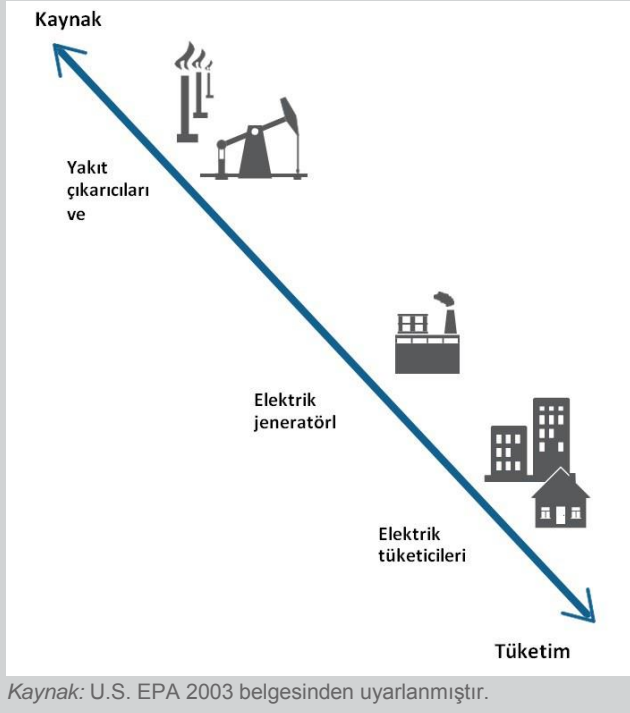 Kaynak
Yakıt
çıkarıcıları
ve
Elektrik
jeneratörl
Elektrik
tüketicileri
Tüketim
Kaynak: U.S. EPA 2003 belgesinden uyarlanmıştır.